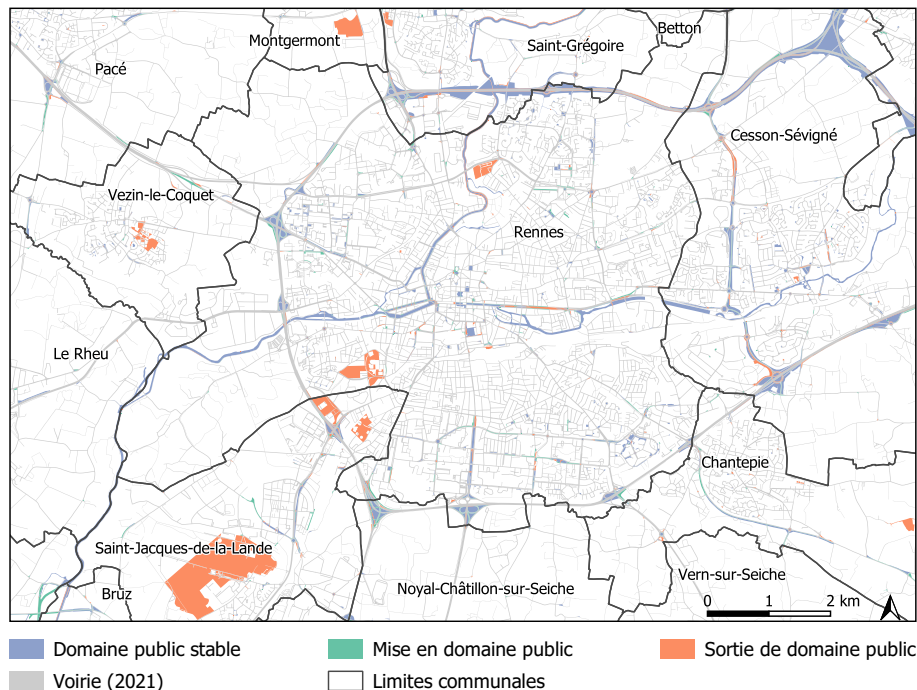 Montgermont
Saint-Grégoire
Betton
Pacé
Cesson-Sévigné
Vezin-le-Coquet
Rennes
Le Rheu
Chantepie
Saint-Jacques-de-la-Lande
Bruz
Noyal-Châtillon-sur-Seiche
Vern-sur-Seiche
0 1 2 km
Domaine public stable
Mise en domaine public
Sortie de domaine public
Voirie (2021)
Limites communales